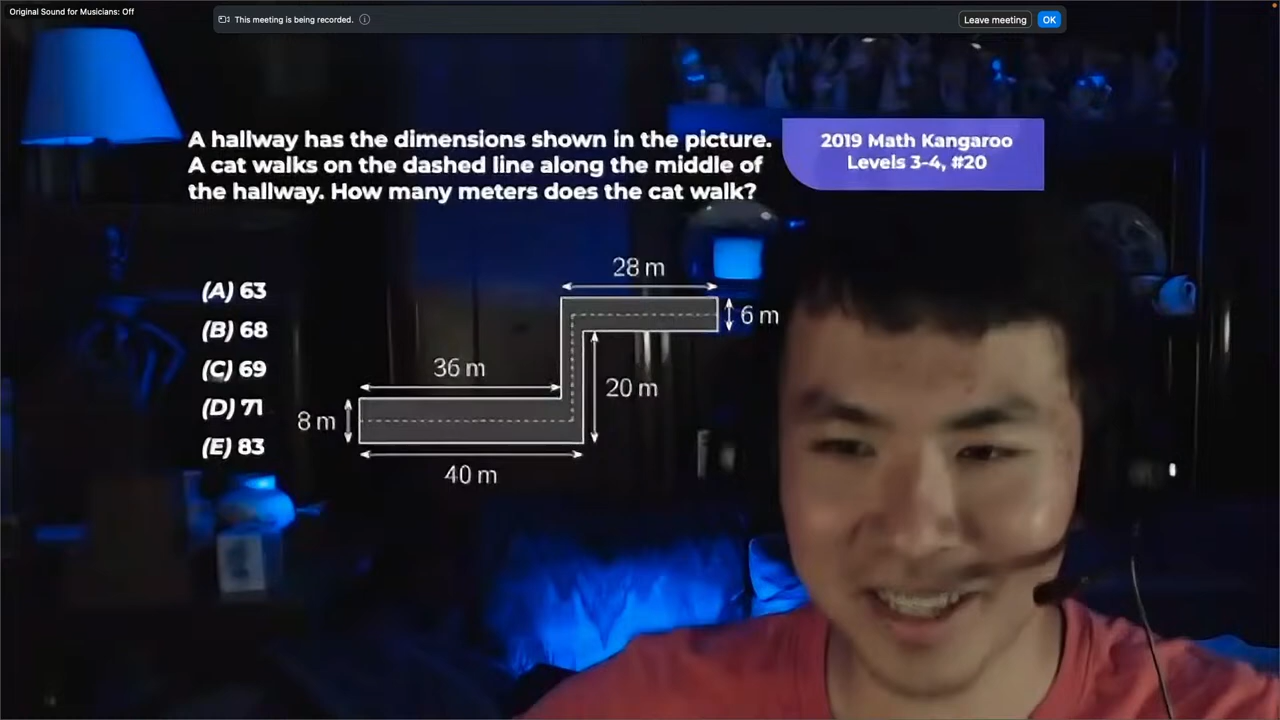 Original Sound for Musicians: Off
This meeting is being recorded.
Leave meeting
OK
A hallway has the dimensions shown in the picture.
A cat walks on the dashed line along the middle of
the hallway. How many meters does the cat walk?
2019 Math Kangaroo
Levels 3-4, #20
(A) 63
(B) 68
(C) 69
(D) 71
(E) 83
28 m
6 m
36 m
20 m
8 m
40 m